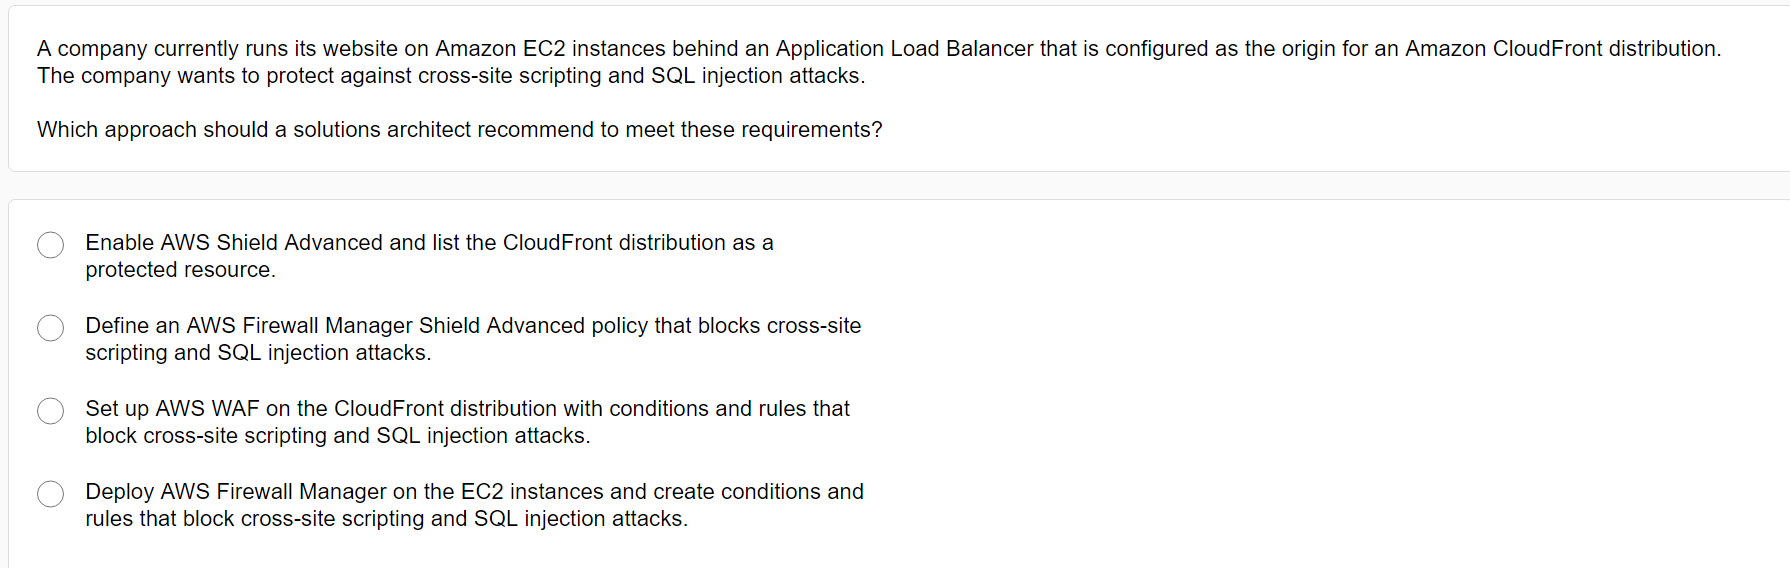 A company currently runs its website on Amazon EC2 instances behind an Application Load Balancer that is configured as the origin for an Amazon CloudFront distribution.
The company wants to protect against cross-site scripting and SQL injection attacks.
Which approach should a solutions architect recommend to meet these requirements?
Enable AWS Shield Advanced and list the CloudFront distribution as a
protected resource.
Define an AWS Firewall Manager Shield Advanced policy that blocks cross-site
scripting and SQL injection attacks.
Set up AWS WAF on the CloudFront distribution with conditions and rules that
block cross-site scripting and SQL injection attacks.
Deploy AWS Firewall Manager on the EC2 instances and create conditions and
rules that block cross-site scripting and SQL injection attacks.